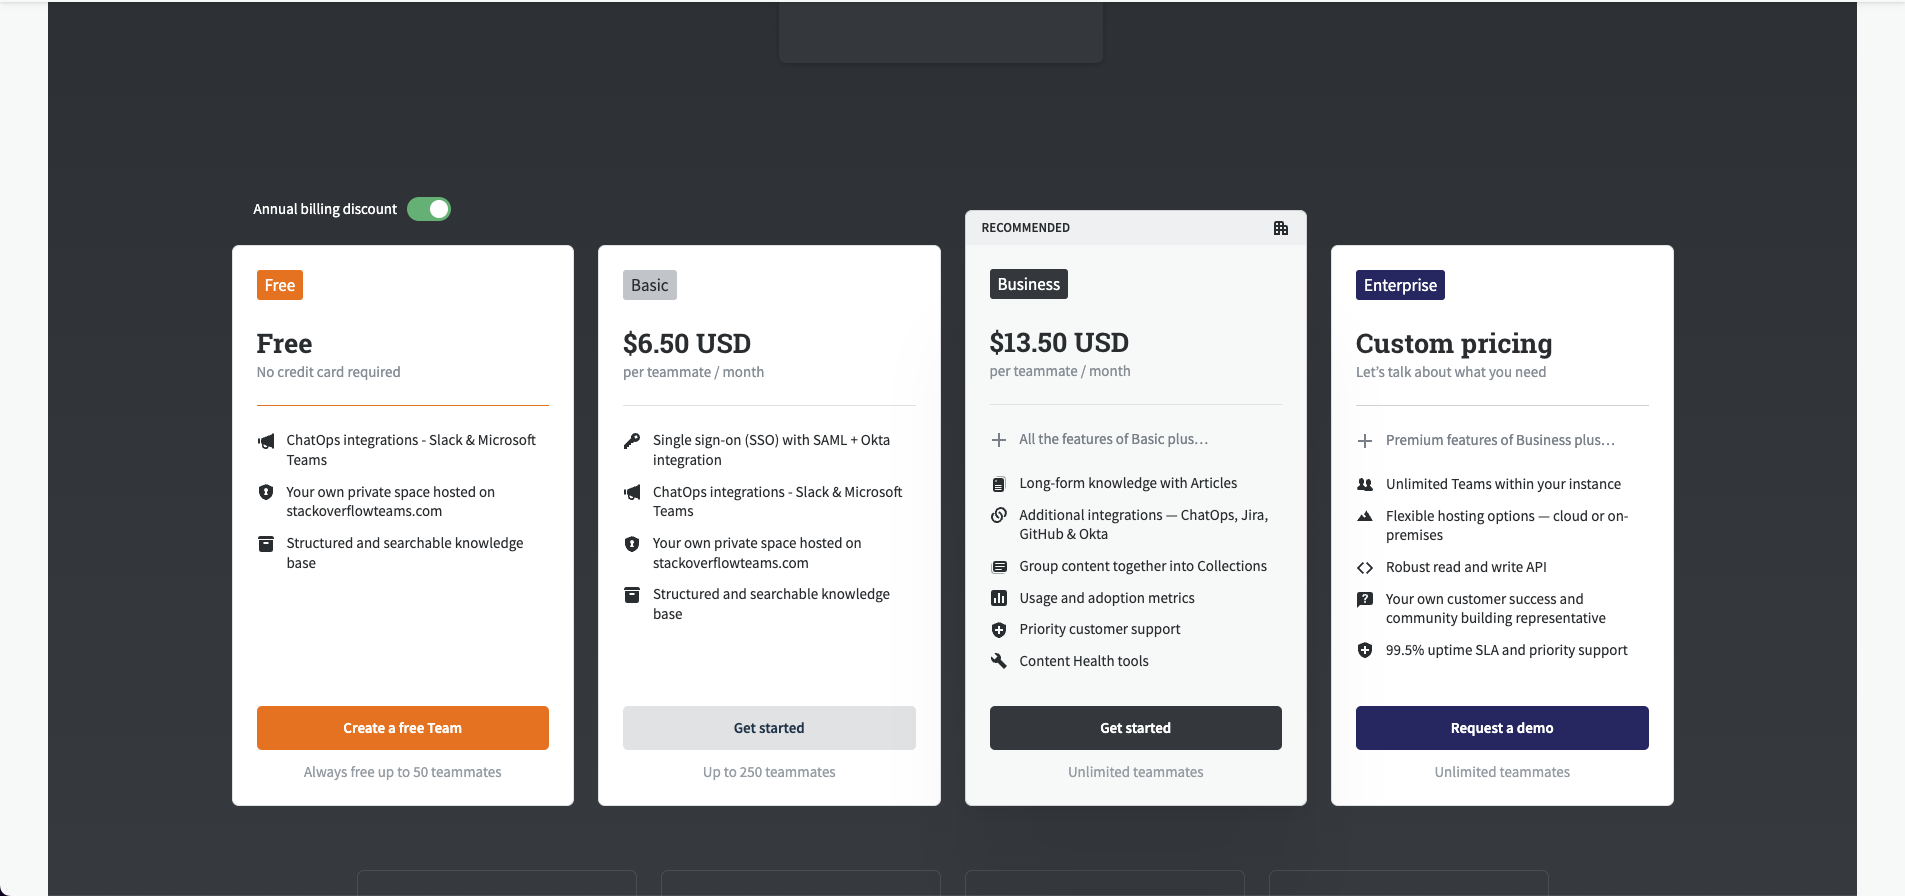 Annual billing discount
Free
Free
No credit card required
ChatOps integrations - Slack & Microsoft
Teams
Your own private space hosted on
stackoverflowteams.com
Structured and searchable knowledge
base
Create a free Team
Always free up to 50 teammates
Basic
$6.50 USD
per teammate / month
Single sign-on (SSO) with SAML + Okta
integration
ChatOps integrations - Slack & Microsoft
Teams
Your own private space hosted on
stackoverflowteams.com
Structured and searchable knowledge
base
Get started
Up to 250 teammates
RECOMMENDED
Business
$13.50 USD
per teammate / month
All the features of Basic plus…
Long-form knowledge with Articles
Additional integrations — ChatOps, Jira,
GitHub & Okta
Group content together into Collections
Usage and adoption metrics
Priority customer support
Content Health tools
Get started
Unlimited teammates
Enterprise
Custom pricing
Let’s talk about what you need
Premium features of Business plus…
Unlimited Teams within your instance
Flexible hosting options — cloud or on-
premises
Robust read and write API
Your own customer success and
community building representative
99.5% uptime SLA and priority support
Request a demo
Unlimited teammates